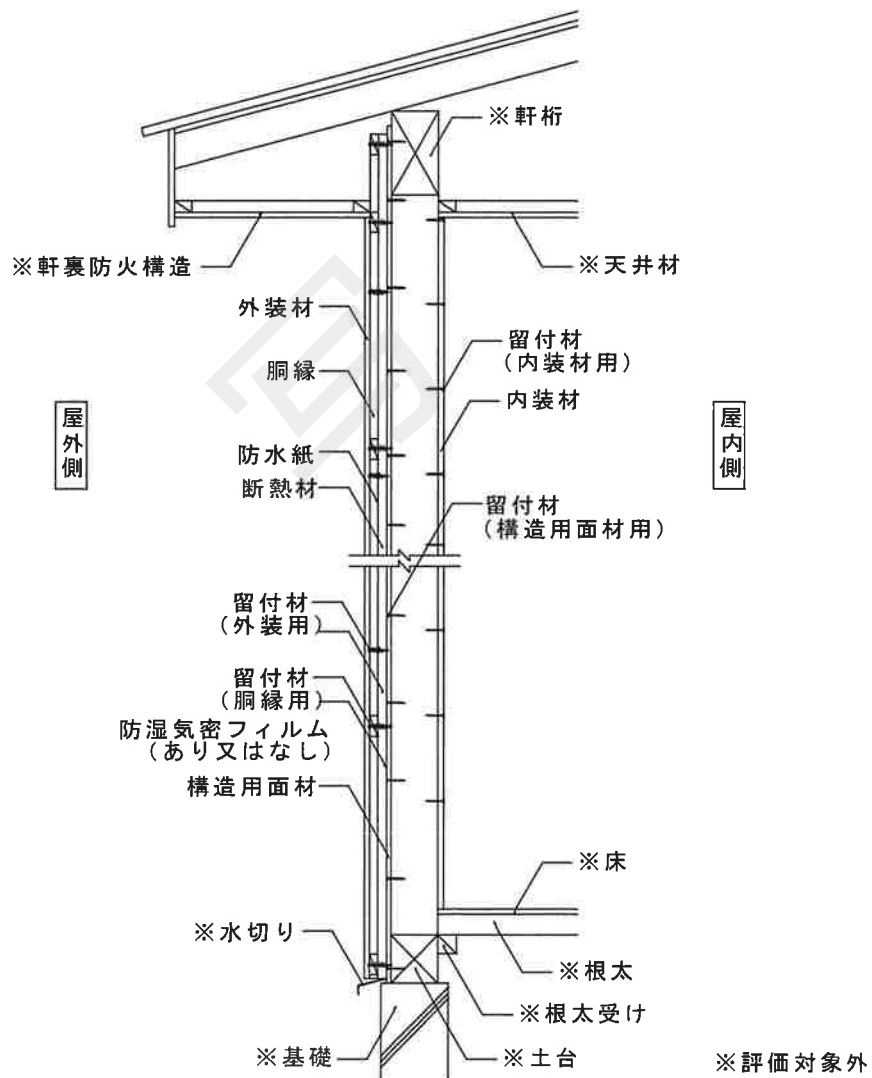 ※軒桁
※軒裏防火構造
※天井材
外装材
胴縁
留付材
(内装材用)
内装材
屋外側
屋内側
防水紙
断熱材
留付材
(構造用面材用)
留付材
(外装用)
留付材
(胴縁用)
防湿気密フィルム
(あり又はなし)
構造用面材
※床
※水切り
※根太
※根太受け
※基礎
※土台
※評価対象外